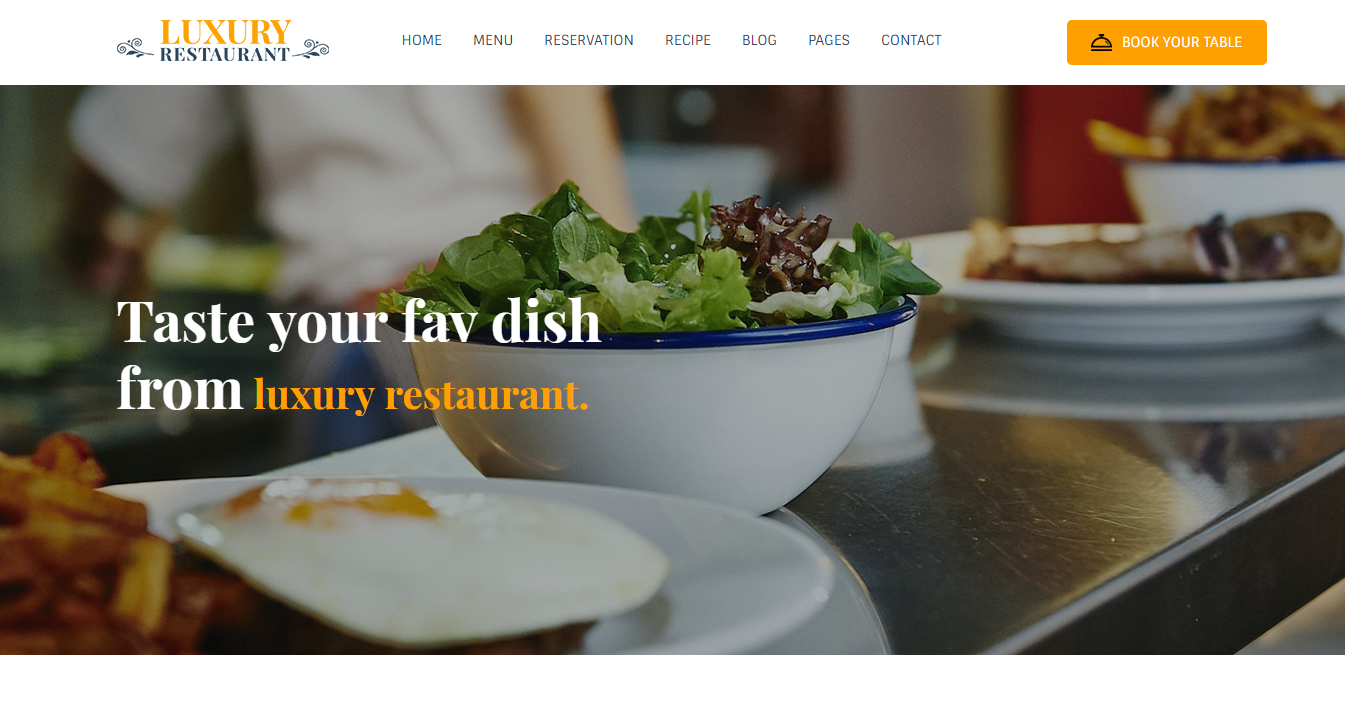 LUXURY
RESTAURANT
HOME MENU RESERVATION RECIPE BLOG PAGES CONTACT
BOOK YOUR TABLE
Taste your fav dish
from luxury restaurant.